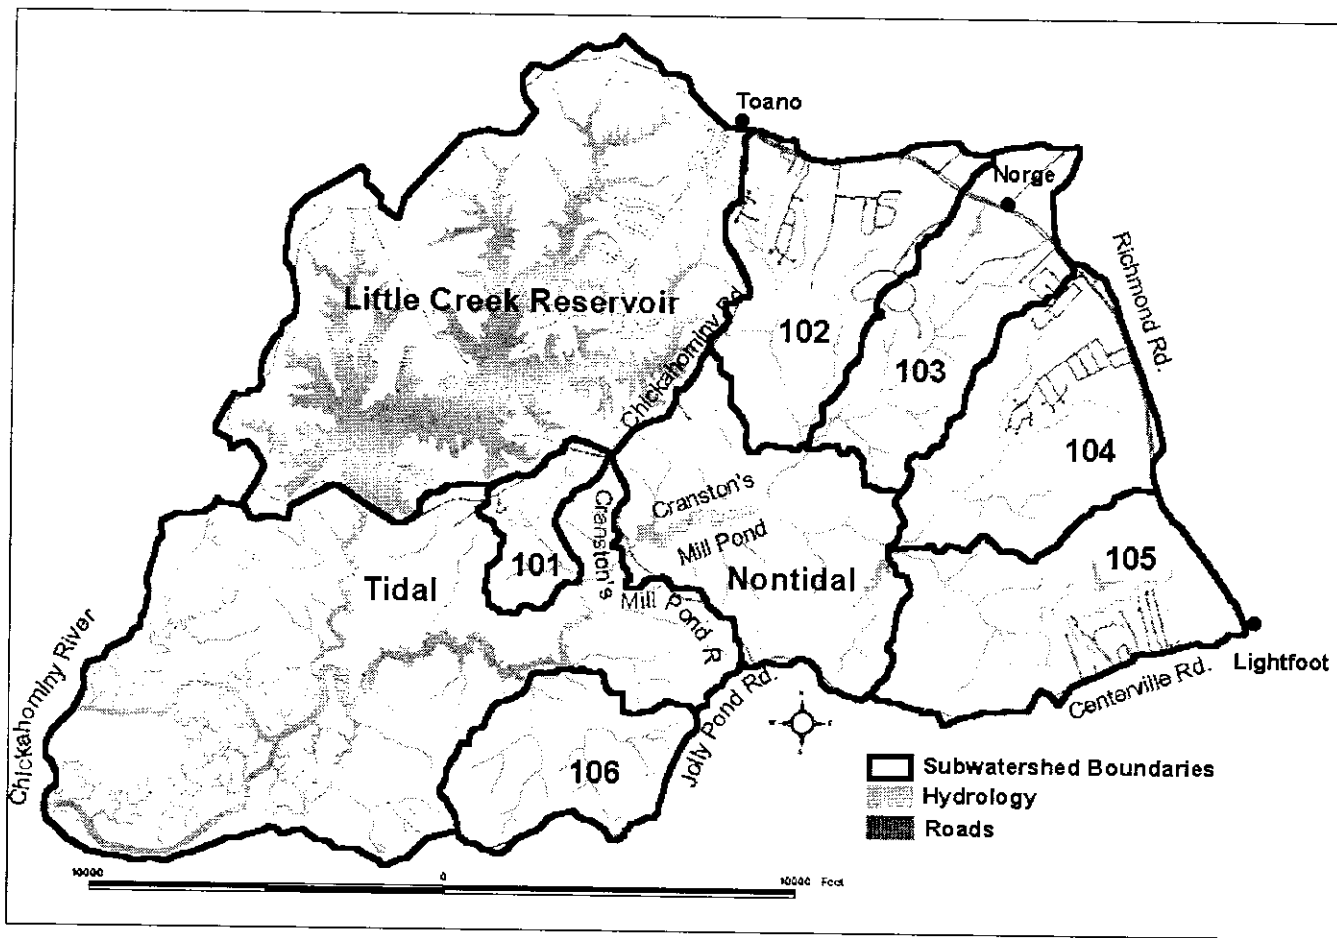 Toano
Norge
Richmond Rd.
Little Creek Reservoir
Chickahominy Rd.
102
103
104
Cranston's
Mill Pond
Cranston's
Mill Pond R
101
Tidal
Nontidal
105
Lightfoot
Centerville Rd.
Chickahominy River
Jolly Pond Rd.
106
Subwatershed Boundaries
Hydrology
Roads
10000 0 10000 Feet